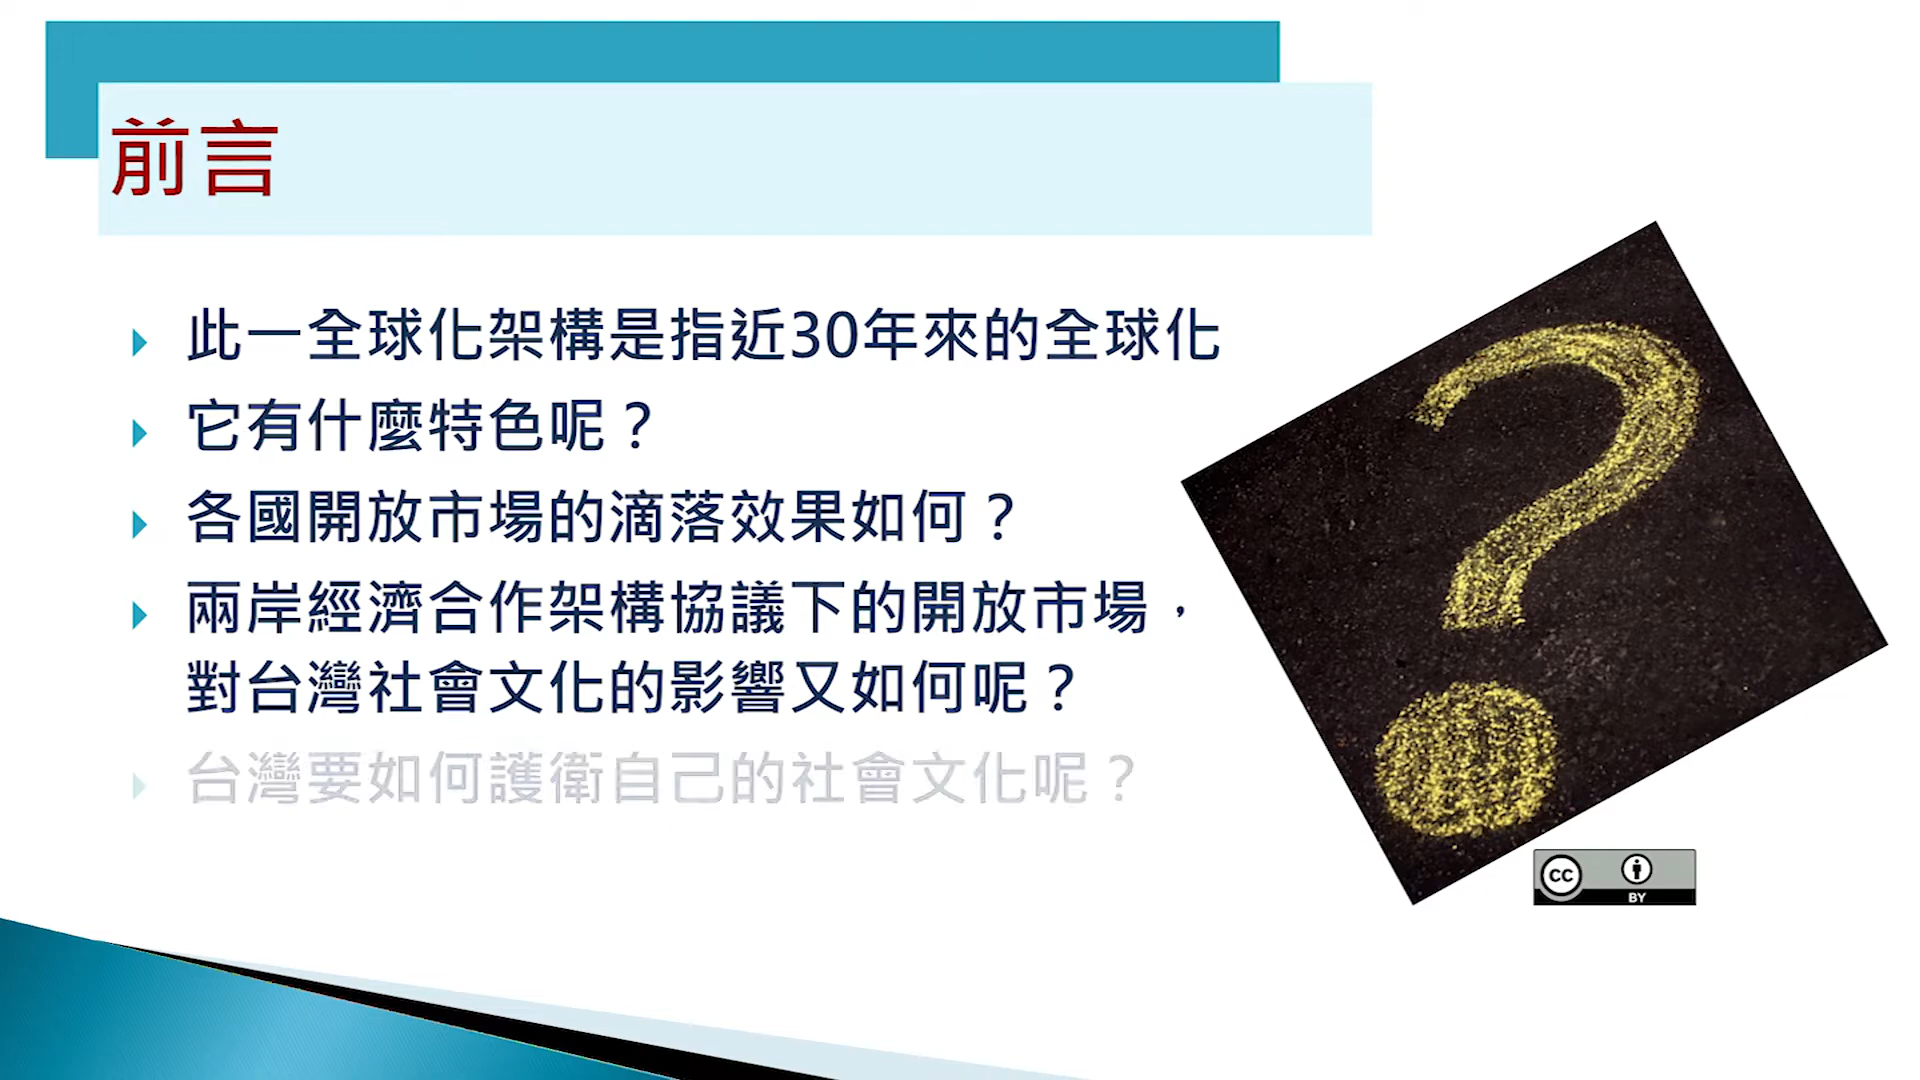 前言
此一全球化架構是指近30年來的全球化
它有什麼特色呢？
各國開放市場的滴落效果如何？
兩岸經濟合作架構協議下的開放市場，
對台灣社會文化的影響又如何呢？
台灣要如何護衛自己的社會文化呢？
?
CC
BY